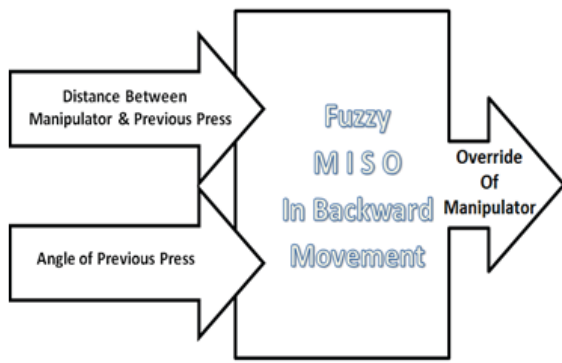 Distance Between
Manipulator & Previous Press
Angle of Previous Press
Fuzzy
M I S O
In Backward
Movement
Override
Of
Manipulator